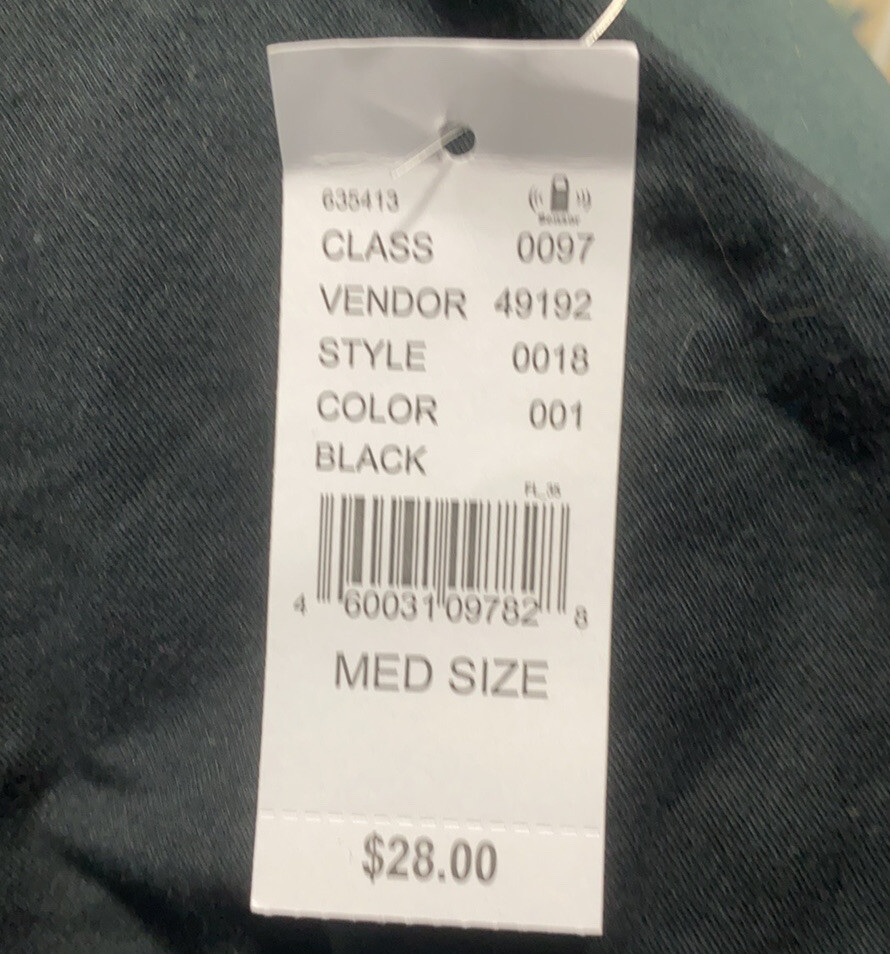 635413
CLASS 0097
VENDOR 49192
STYLE 0018
COLOR 001
BLACK
4 60031 09782 8
MED SIZE
$28.00